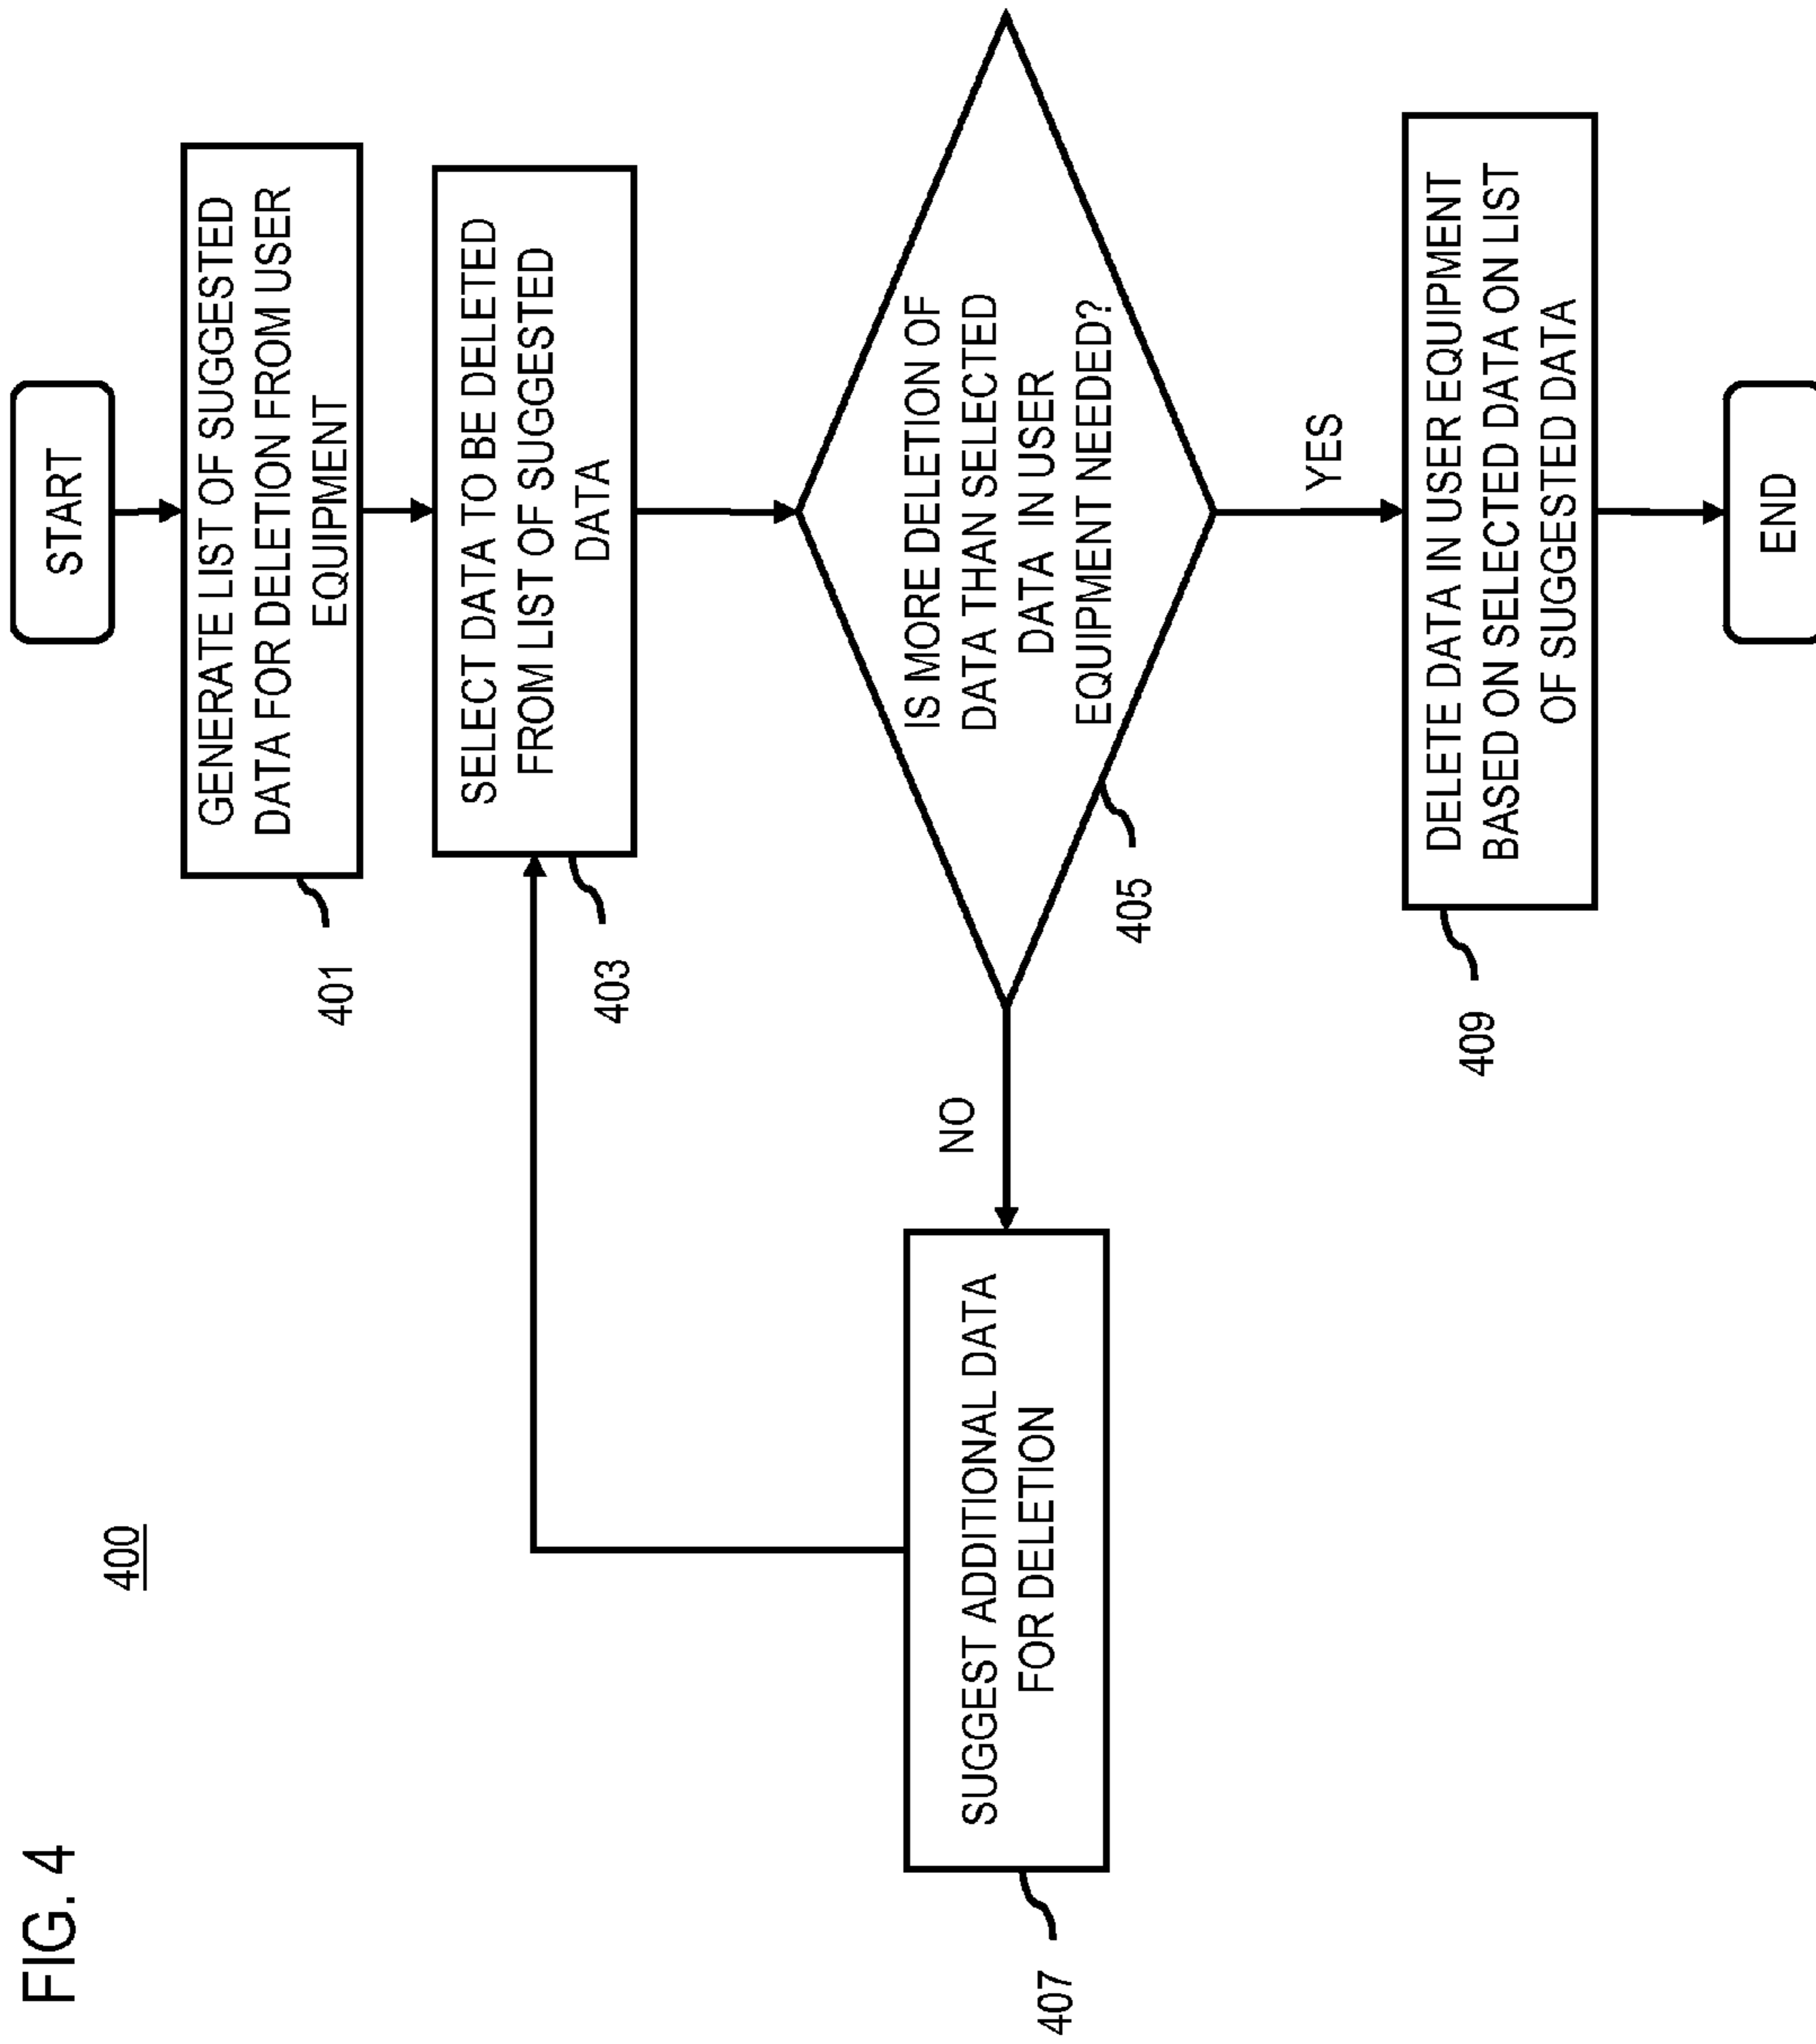 FIG. 4
400
START
GENERATE LIST OF SUGGESTED
DATA FOR DELETION FROM USER
EQUIPMENT
401
SELECT DATA TO BE DELETED
FROM LIST OF SUGGESTED
DATA
403
IS MORE DELETION OF
DATA THAN SELECTED
DATA IN USER
EQUIPMENT NEEDED?
405
NO
SUGGEST ADDITIONAL DATA
FOR DELETION
407
YES
DELETE DATA IN USER EQUIPMENT
BASED ON SELECTED DATA ON LIST
OF SUGGESTED DATA
409
END